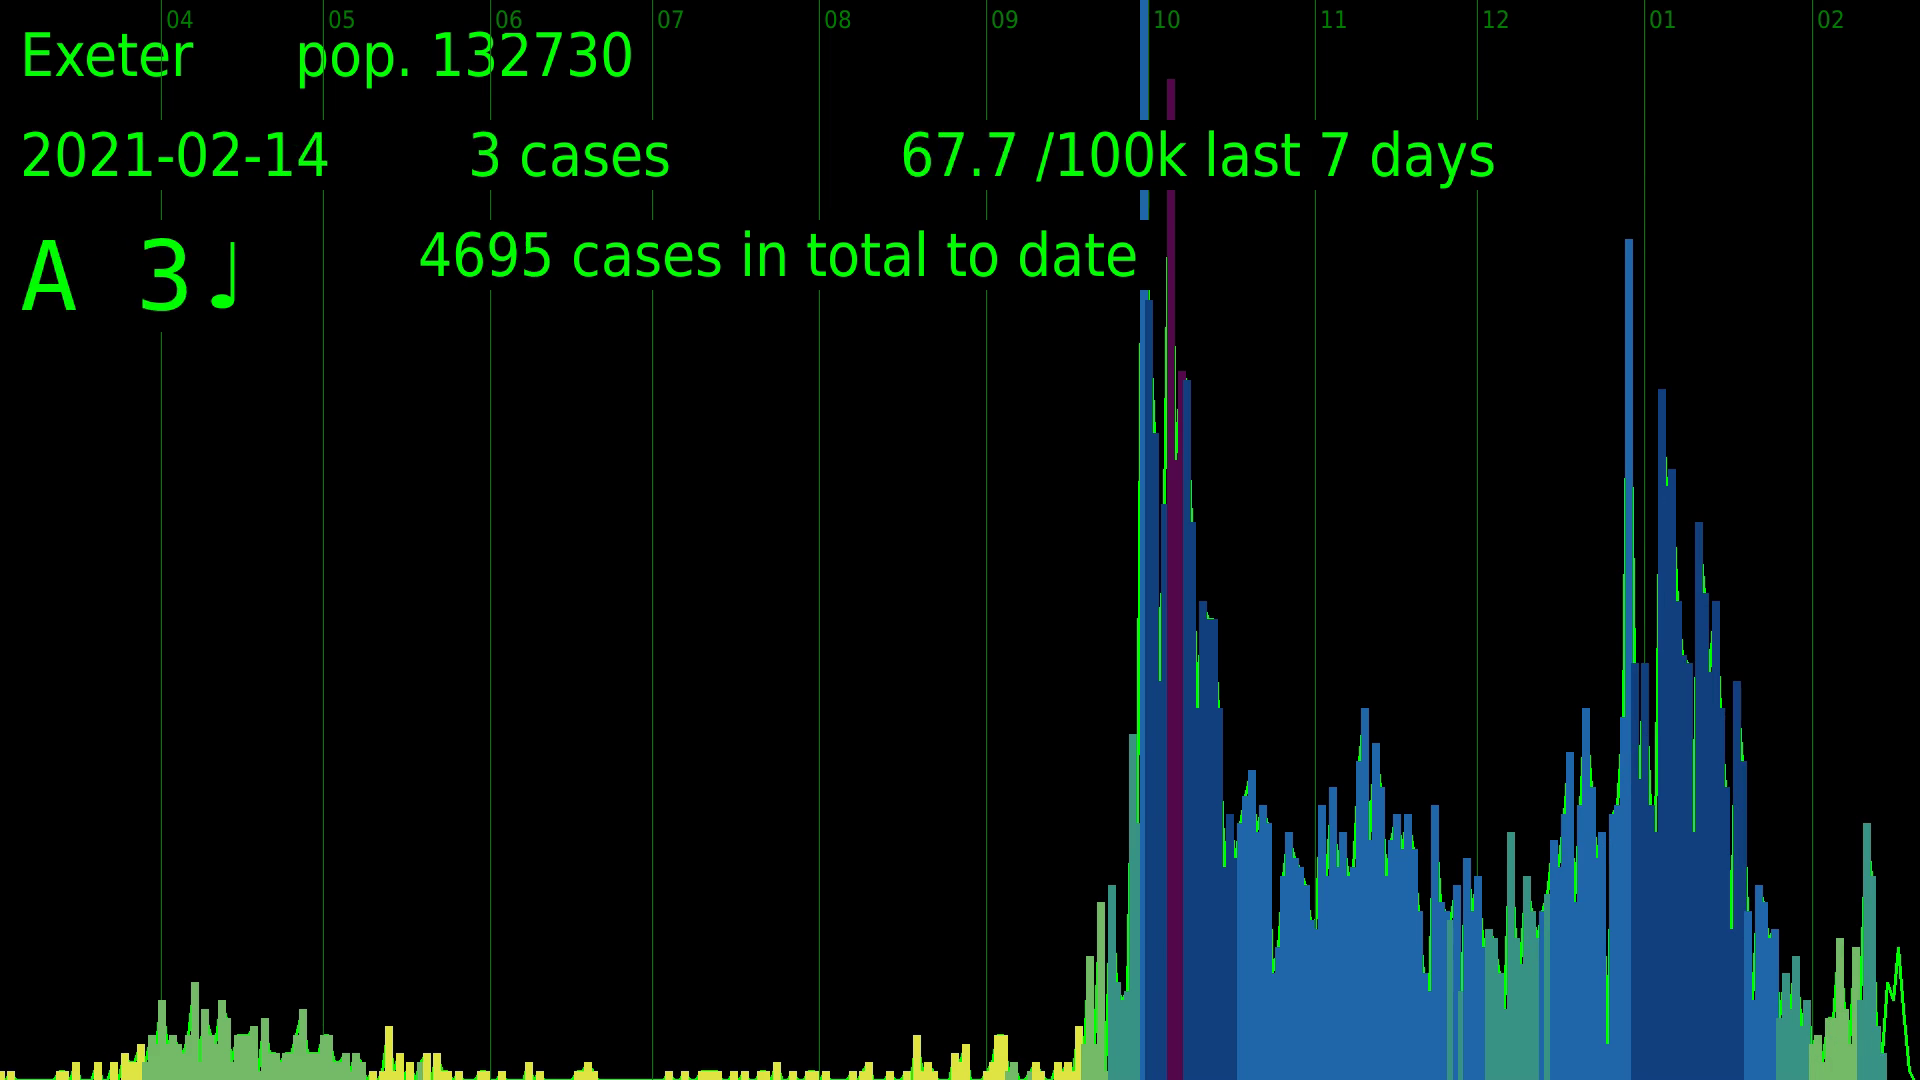 04 05 06 07 08 09 10 11 12 01 02
Exeter pop. 132730
2021-02-14 3 cases 67.7 /100k last 7 days
A 3♩ 4695 cases in total to date